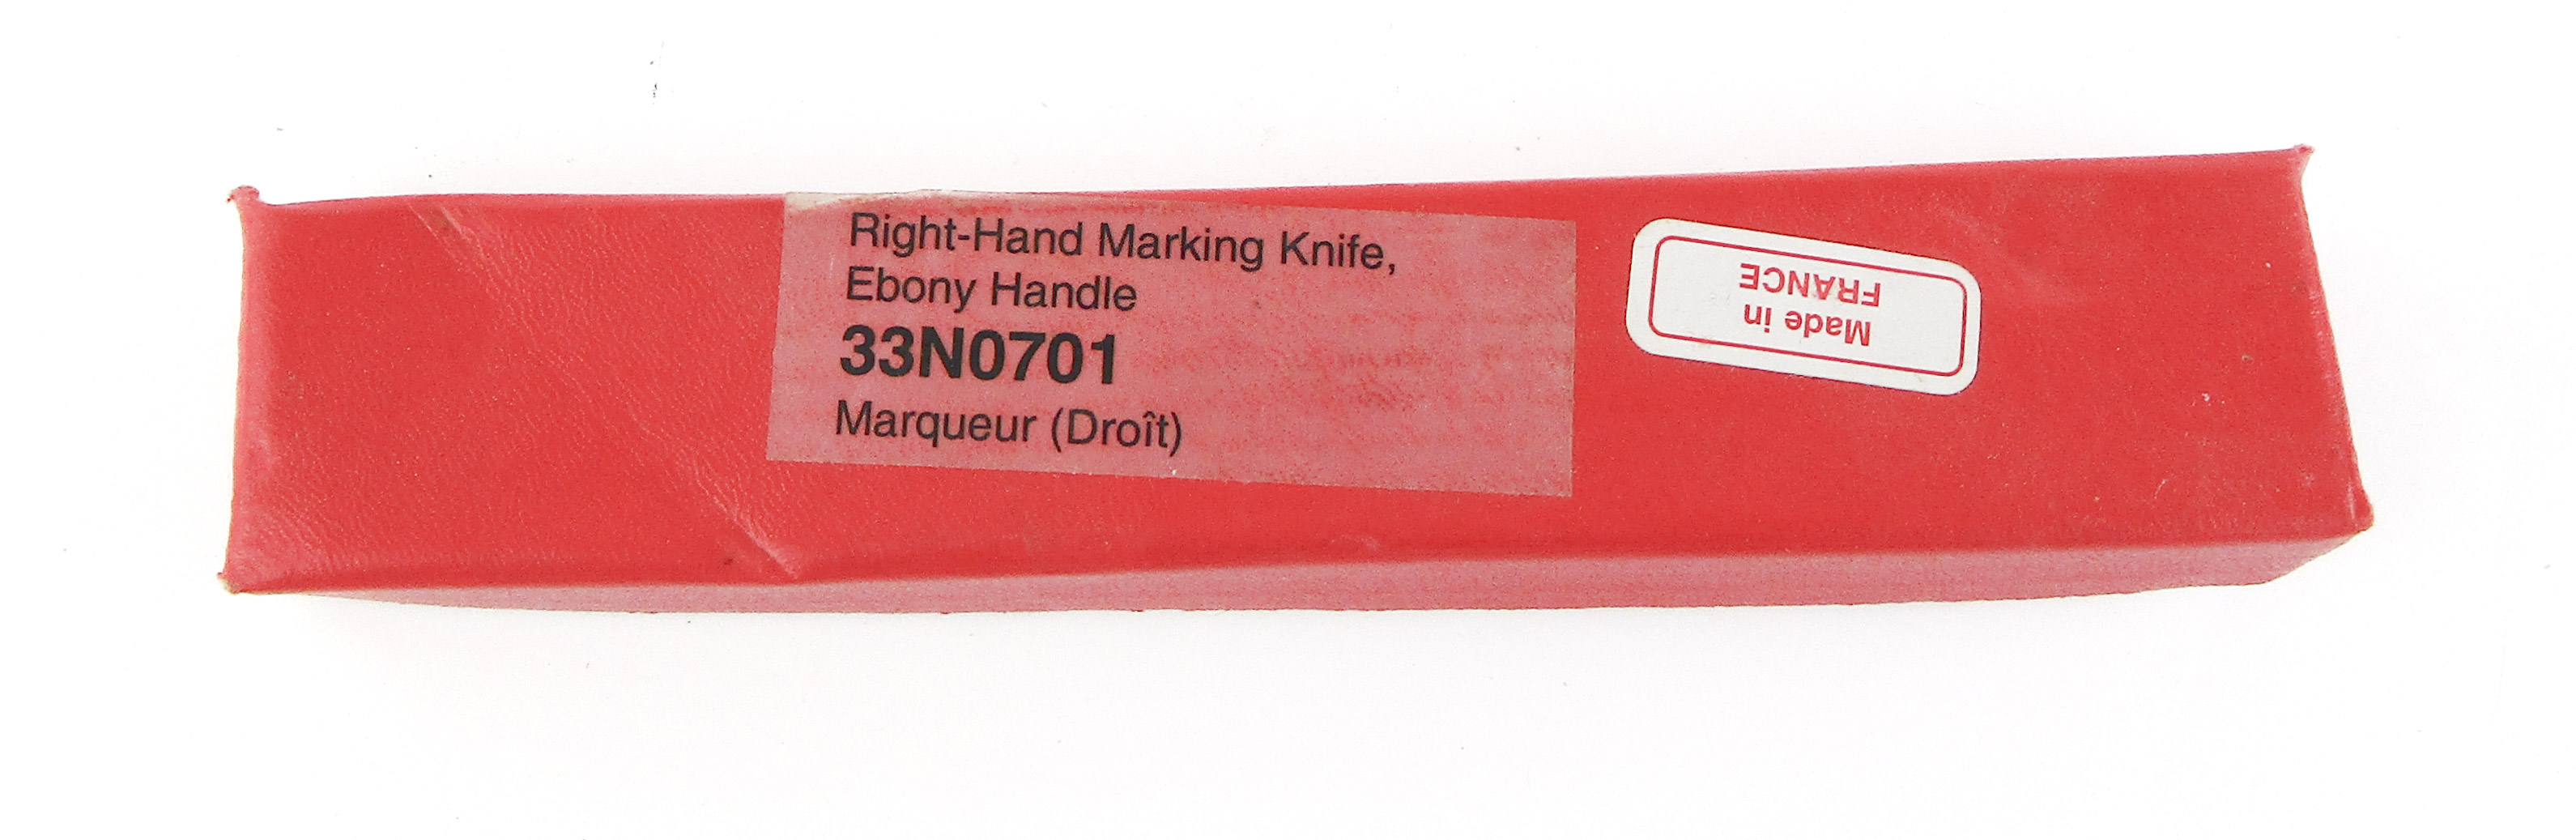 Right-Hand Marking Knife,
Ebony Handle
33N0701
Marqueur (Droît)
Made in
FRANCE